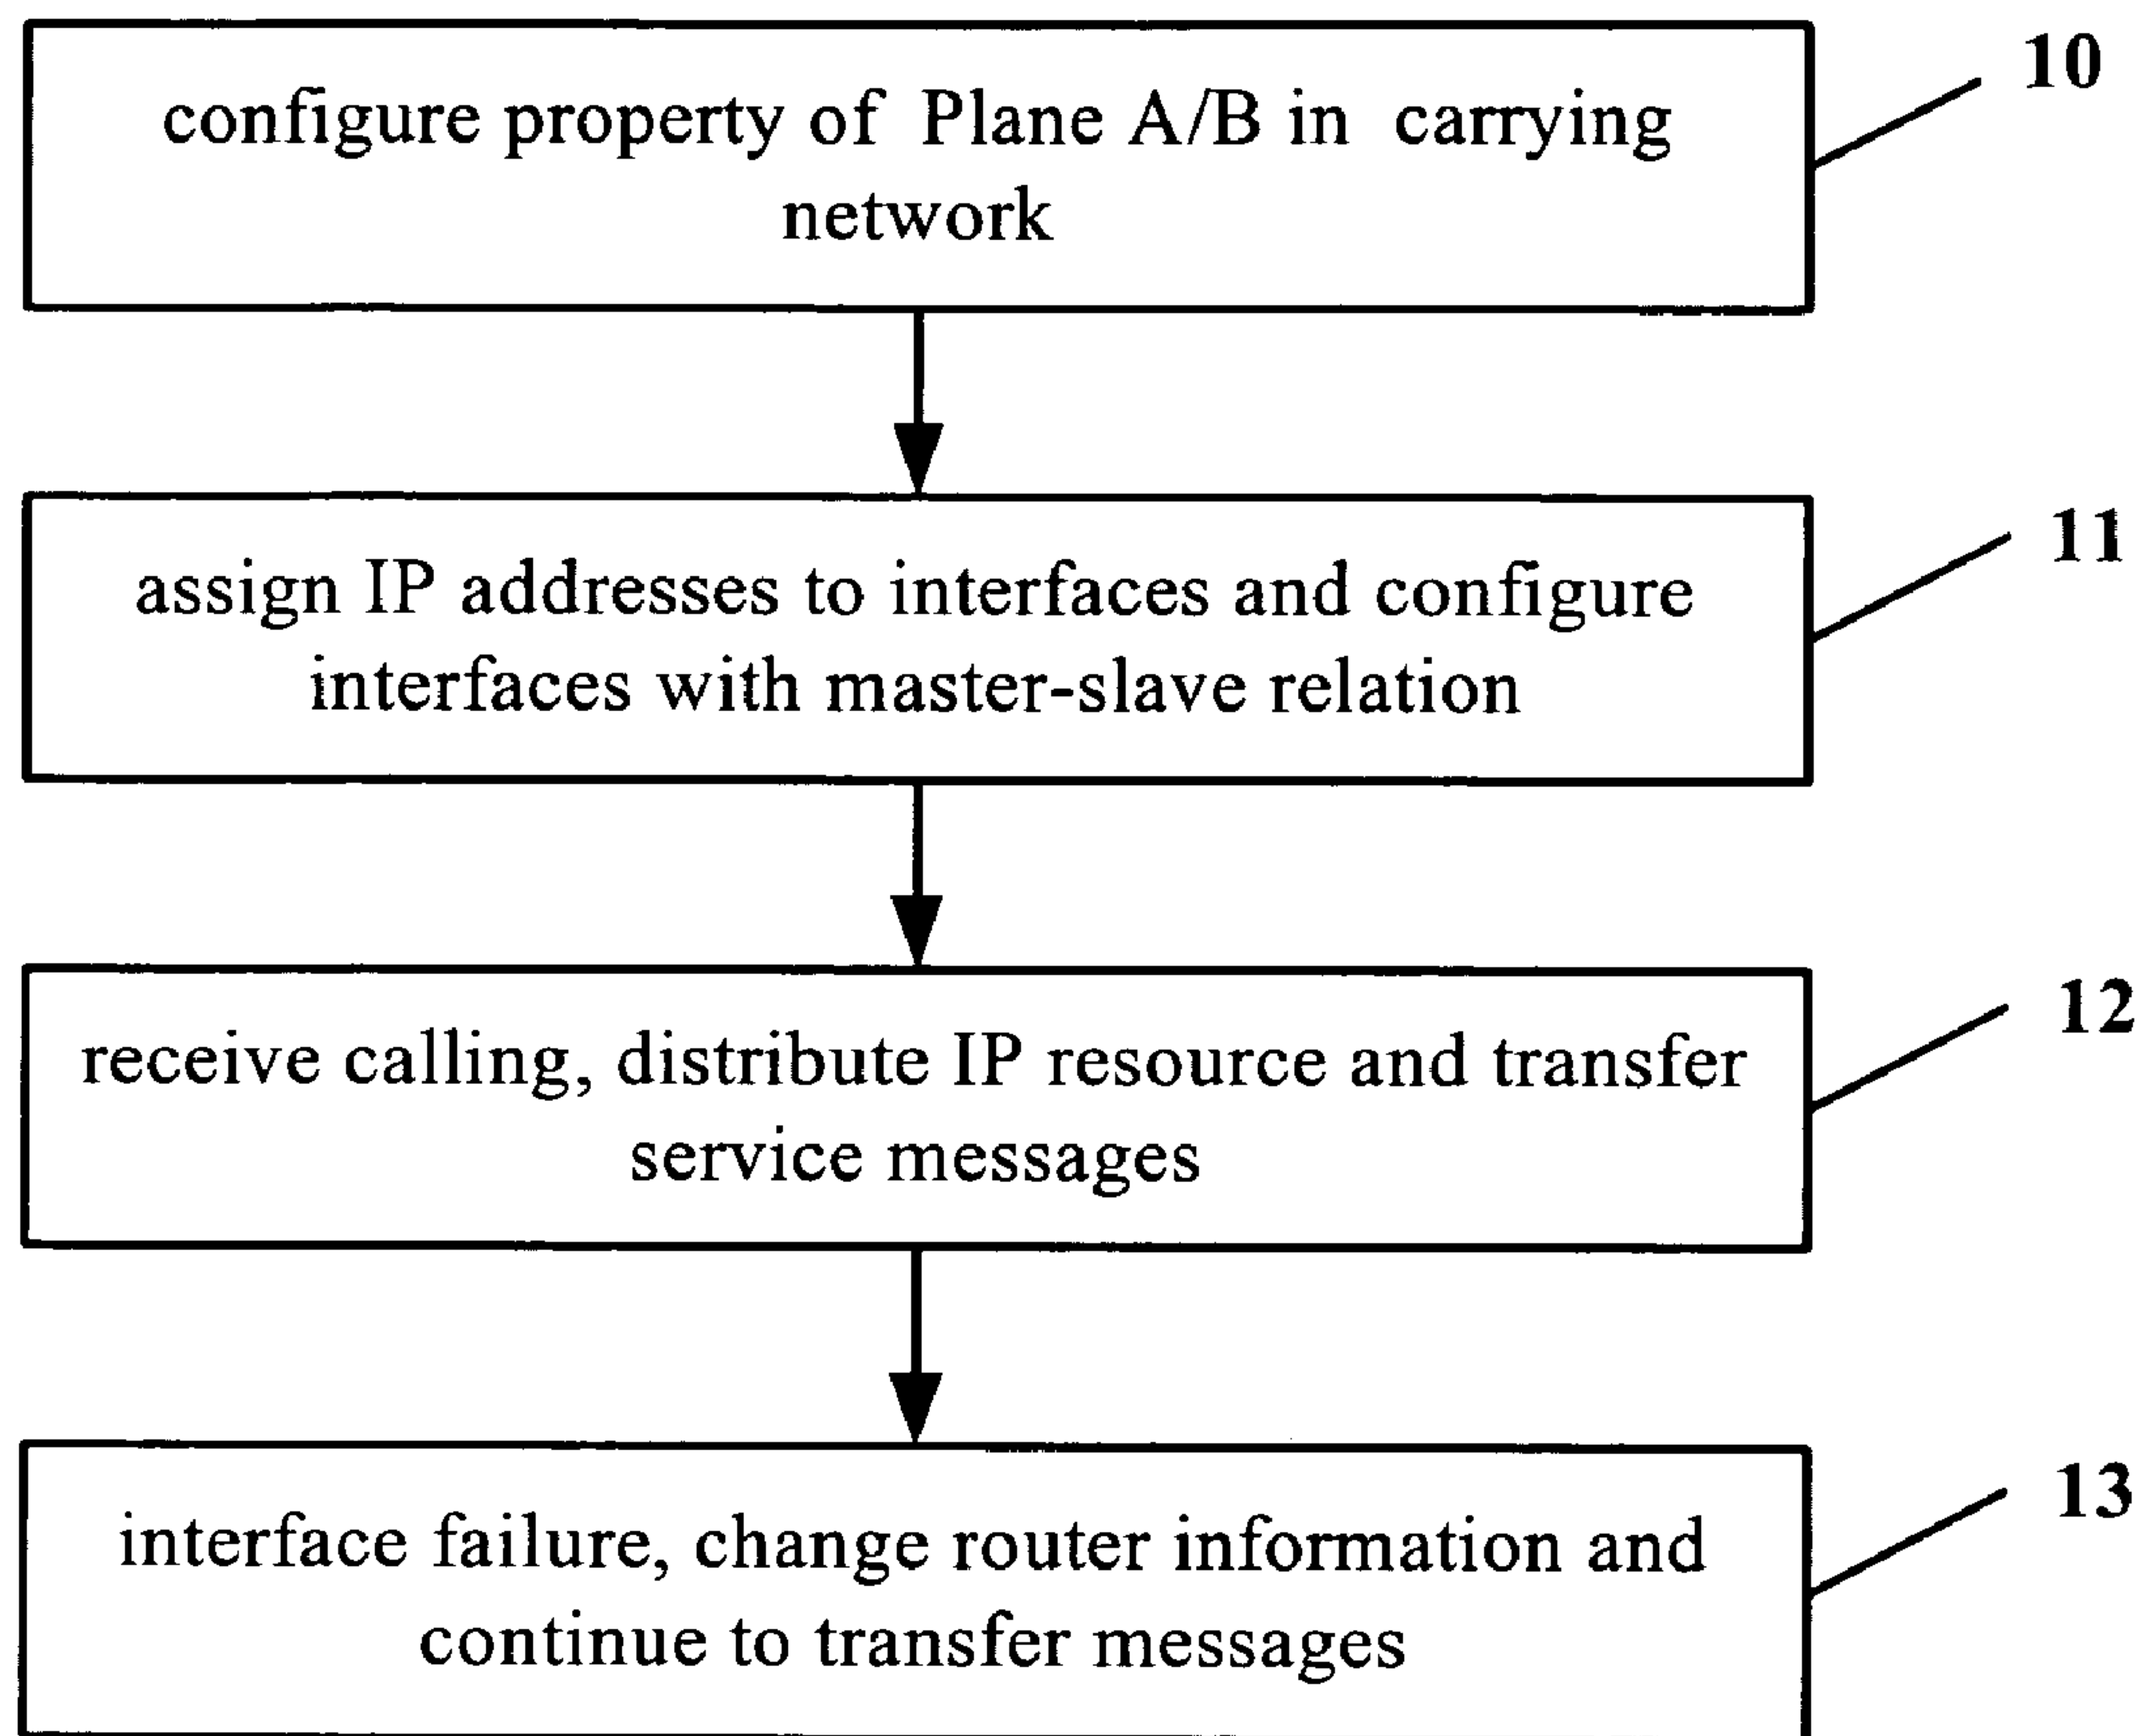 configure property of Plane A/B in carrying
network
10
assign IP addresses to interfaces and configure
interfaces with master-slave relation
11
receive calling, distribute IP resource and transfer
service messages
12
interface failure, change router information and
continue to transfer messages
13